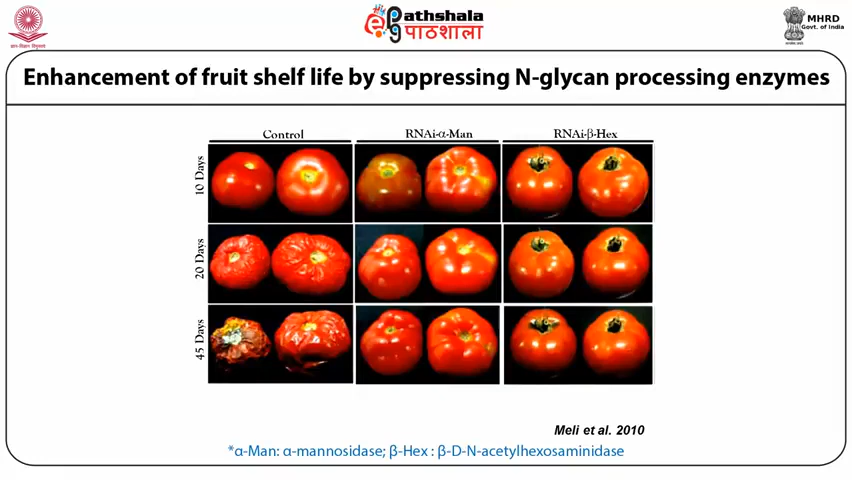 ePathshala
पाठशाला
MHRD
Govt. of India
Enhancement of fruit shelf life by suppressing N-glycan processing enzymes
Control RNAi-α-Man RNAi-β-Hex
10 Days
20 Days
45 Days
Meli et al. 2010
*α-Man: α-mannosidase; β-Hex : β-D-N-acetylhexosaminidase